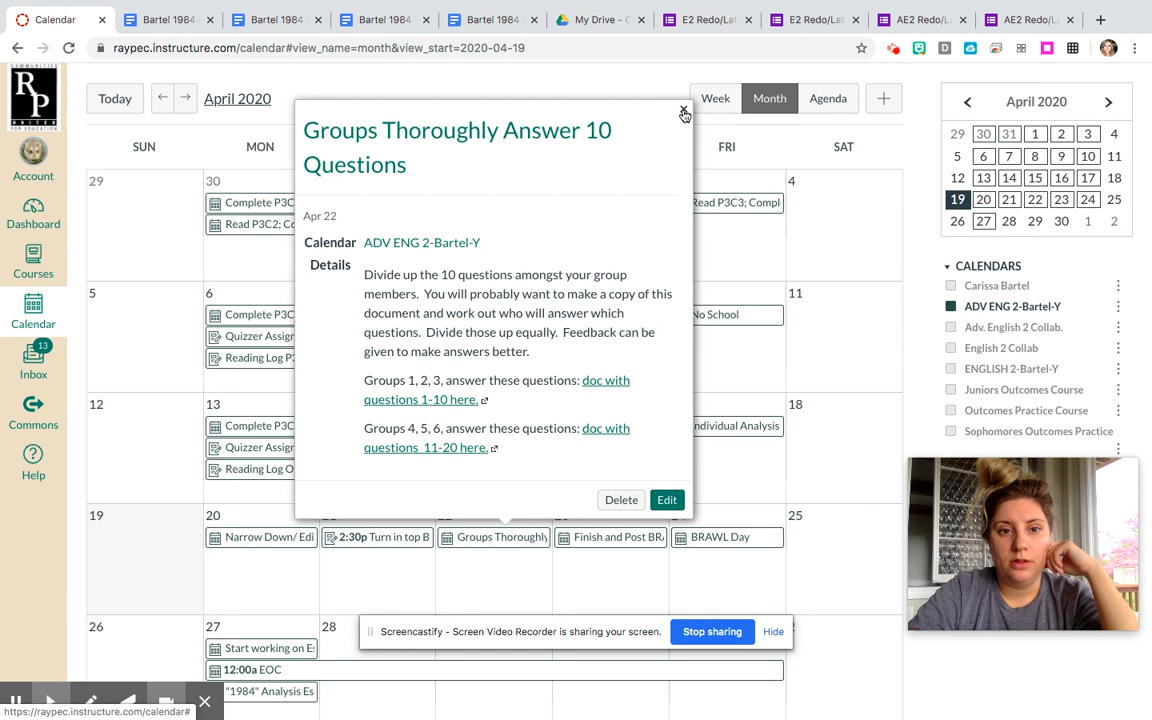 Calendar
Bartel 1984
Bartel 1984
Bartel 1984
Bartel 1984
My Drive - G
E2 Redo/Lat
E2 Redo/Lat
AE2 Redo/L
AE2 Redo/L
raypec.instructure.com/calendar#view_name=month&view_start=2020-04-19
COMMUNITIES
RP
UNITED
FOR EDUCATION
Account
Dashboard
Courses
Calendar
13
Inbox
Commons
Help
Today
April 2020
Week
Month
Agenda
SUN
MON
FRI
SAT
29
30
Complete P3C
Read P3C2; Co
Read P3C3; Compl
4
5
6
Complete P3C
Quizzer Assign
Reading Log P3
No School
11
12
13
Complete P3C
Quizzer Assign
Reading Log O
ndividual Analysis
18
19
20
Narrow Down/ Edi
2:30p Turn in top B
Groups Thoroughly
Finish and Post BRA
BRAWL Day
25
26
27
28
Start working on Es
12:00a EOC
"1984" Analysis Es
Groups Thoroughly Answer 10
Questions
Apr 22
Calendar ADV ENG 2-Bartel-Y
Details
Divide up the 10 questions amongst your group
members. You will probably want to make a copy of this
document and work out who will answer which
questions. Divide those up equally. Feedback can be
given to make answers better.
Groups 1, 2, 3, answer these questions: doc with
questions 1-10 here.
Groups 4, 5, 6, answer these questions: doc with
questions 11-20 here.
Delete
Edit
April 2020
29 30 31 1 2 3 4
5 6 7 8 9 10 11
12 13 14 15 16 17 18
19 20 21 22 23 24 25
26 27 28 29 30 1 2
CALENDARS
Carissa Bartel
ADV ENG 2-Bartel-Y
Adv. English 2 Collab.
English 2 Collab
ENGLISH 2-Bartel-Y
Juniors Outcomes Course
Outcomes Practice Course
Sophomores Outcomes Practice
Screencastify - Screen Video Recorder is sharing your screen.
Stop sharing
Hide
https://raypec.instructure.com/calendar#